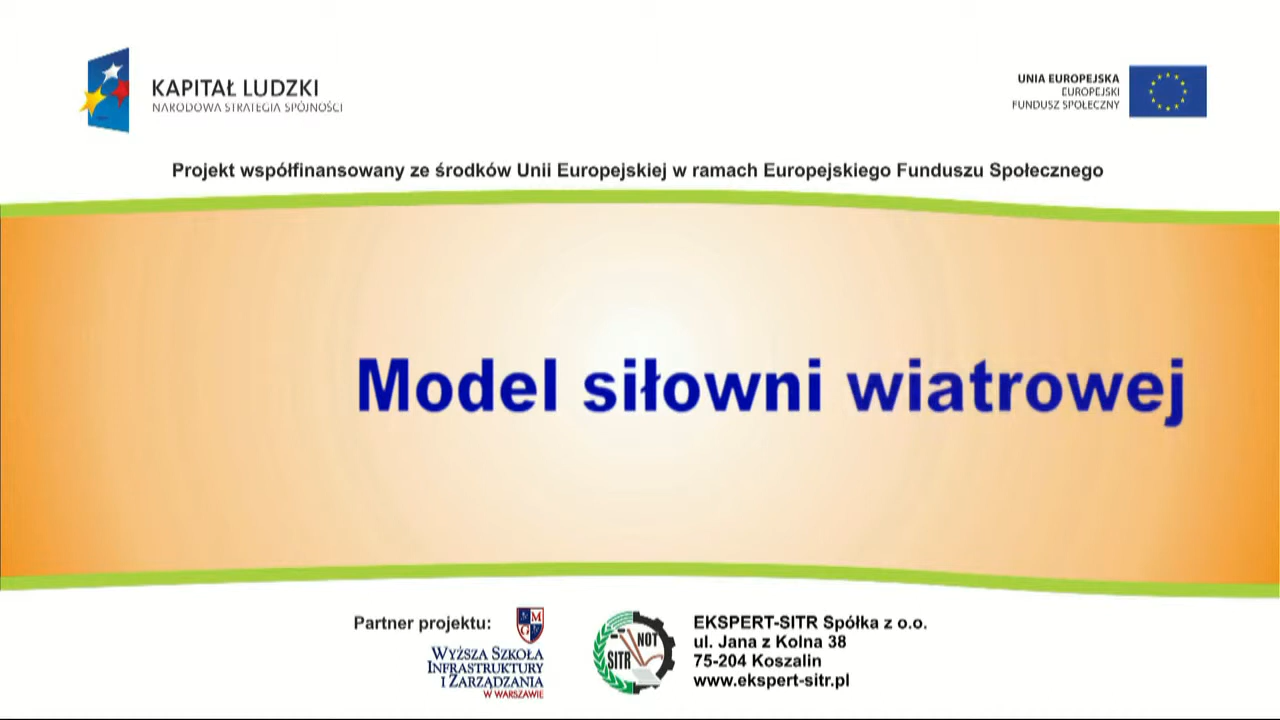 KAPITAŁ LUDZKI
NARODOWA STRATEGIA SPÓJNOŚCI
UNIA EUROPEJSKA
EUROPEJSKI
FUNDUSZ SPOŁECZNY
Projekt współfinansowany ze środków Unii Europejskiej w ramach Europejskiego Funduszu Społecznego
Model siłowni wiatrowej
Partner projektu:
M
WYŻSZA SZKOŁA
INFRASTRUKTURY
I ZARZĄDZANIA
W WARSZAWIE
NOT
SITR
EKSPERT-SITR Spółka z o.o.
ul. Jana z Kolna 38
75-204 Koszalin
www.ekspert-sitr.pl